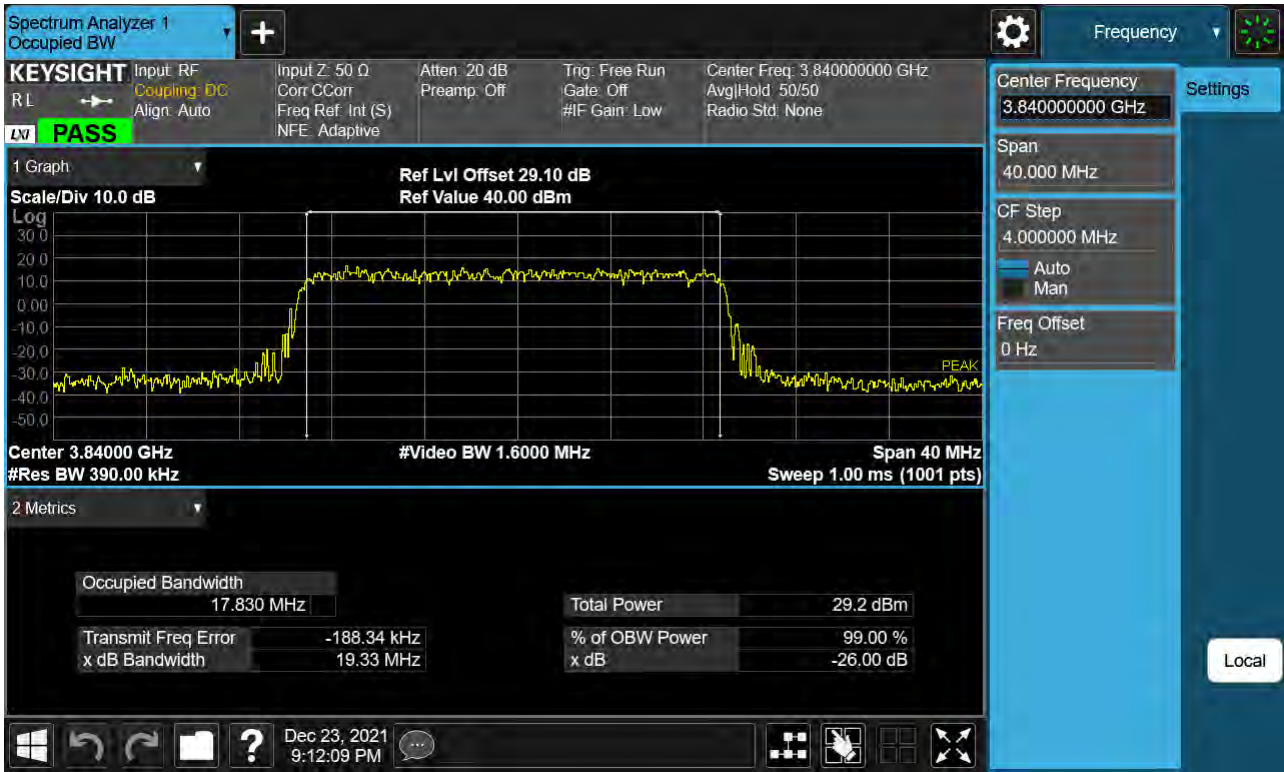 Spectrum Analyzer 1
Occupied BW
+
Frequency
KEYSIGHT
R L
LXI
PASS
Input: RF
Coupling: DC
Align: Auto
Input Z: 50 Ω
Corr CCorr
Freq Ref: Int (S)
NFE: Adaptive
Atten: 20 dB
Preamp: Off
Trig: Free Run
Gate: Off
#IF Gain: Low
Center Freq: 3.840000000 GHz
Avg|Hold: 50/50
Radio Std: None
Center Frequency
3.840000000 GHz
Settings
Span
40.000 MHz
CF Step
4.000000 MHz
Auto
Man
Freq Offset
0 Hz
Local
1 Graph
Scale/Div 10.0 dB
Ref Lvl Offset 29.10 dB
Ref Value 40.00 dBm
Log
30.0
20.0
10.0
0.00
-10.0
-20.0
-30.0
-40.0
-50.0
PEAK
Center 3.84000 GHz
#Video BW 1.6000 MHz
Span 40 MHz
#Res BW 390.00 kHz
Sweep 1.00 ms (1001 pts)
2 Metrics
Occupied Bandwidth
17.830 MHz
Total Power 29.2 dBm
Transmit Freq Error -188.34 kHz
% of OBW Power 99.00 %
x dB Bandwidth 19.33 MHz
x dB -26.00 dB
?
Dec 23, 2021
9:12:09 PM